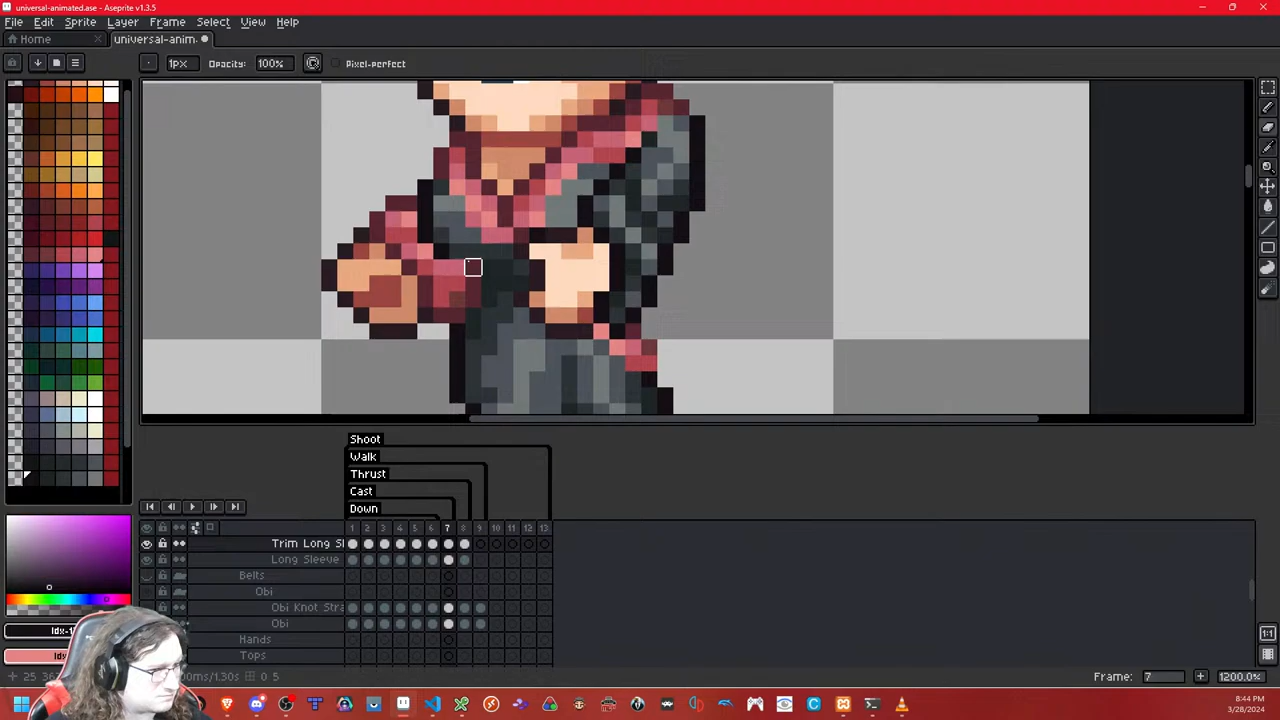 universal-animated.ase - Aseprite v1.3.5
File Edit Sprite Layer Frame Select View Help
Home universal-anim.
1px Opacity: 100% Pixel-perfect
Shoot
Walk
Thrust
Cast
Down
1 2 3 4 5 6 7 8 9 10 11 12 13
Trim Long Sl
Long Sleeve
Belts
Obi
Obi Knot Stra
Obi
Hands
Tops
1:1
Frame: 7 1200.0%
8:44 PM
3/28/2024